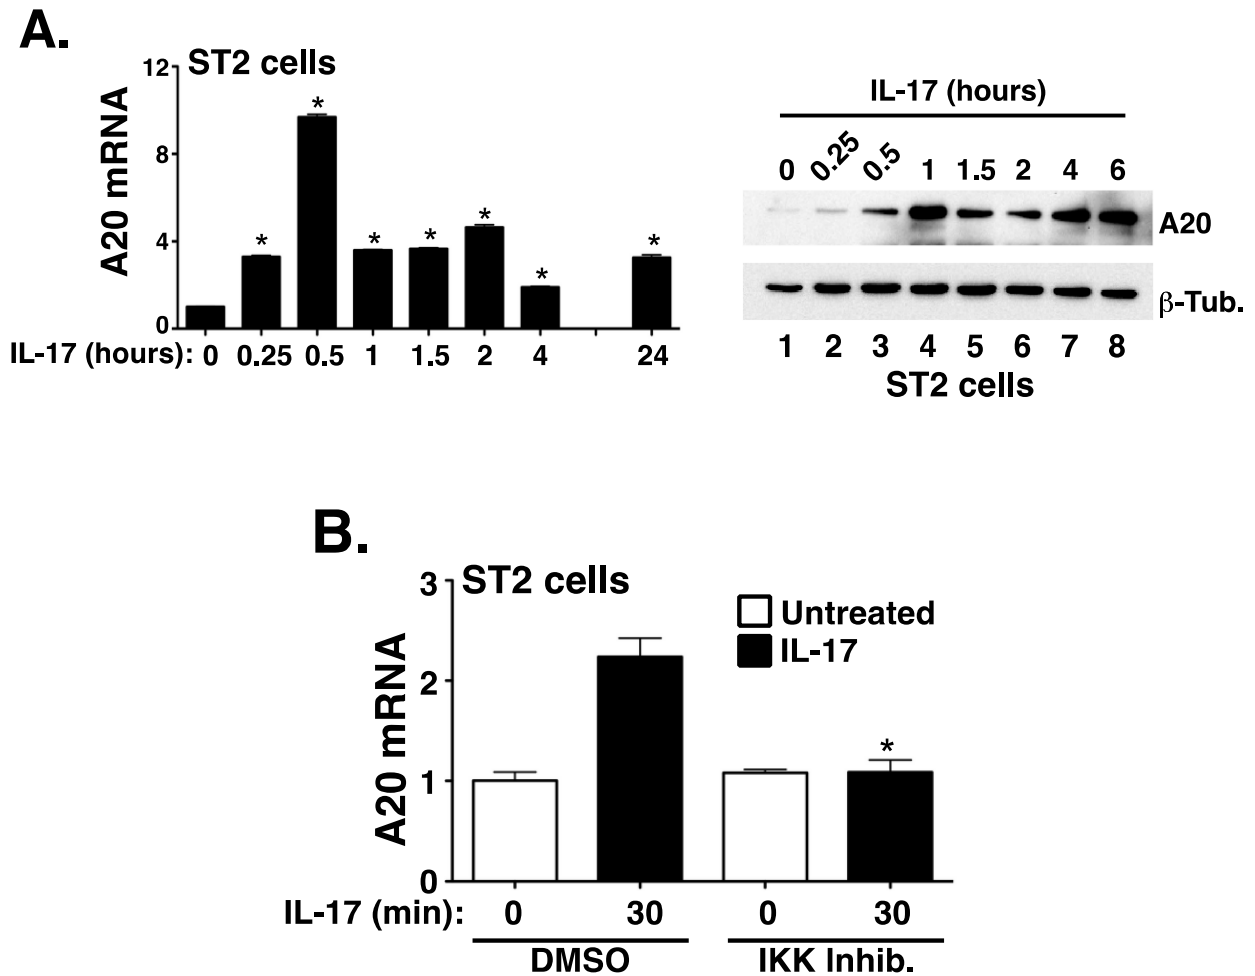 A.
ST2 cells
A20 mRNA
12
8
4
0
* * * * * * *
IL-17 (hours): 0 0.25 0.5 1 1.5 2 4 24
IL-17 (hours)
0 0.25 0.5 1 1.5 2 4 6
A20
β-Tub.
1 2 3 4 5 6 7 8
ST2 cells
B.
ST2 cells
A20 mRNA
3
2
1
0
Untreated
IL-17
*
IL-17 (min): 0 30 0 30
DMSO IKK Inhib.